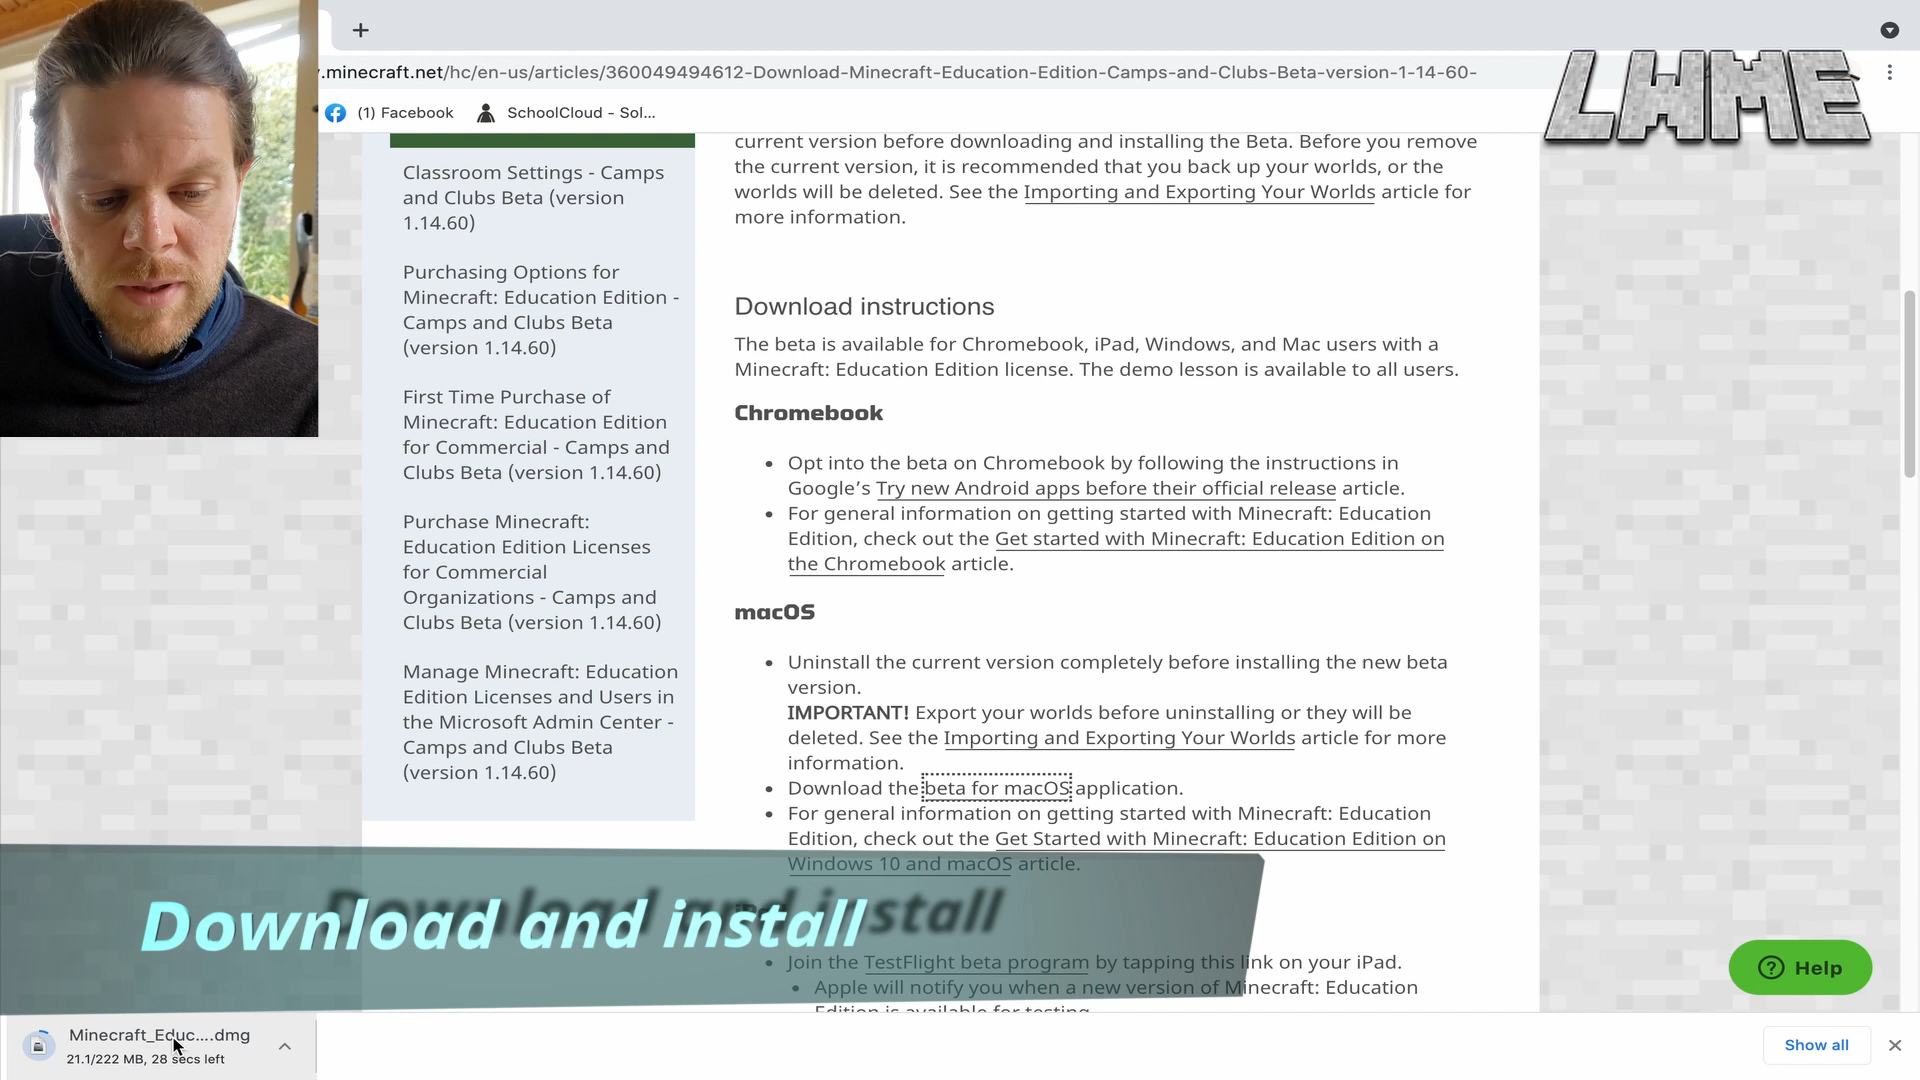 .minecraft.net/hc/en-us/articles/360049494612-Download-Minecraft-Education-Edition-Camps-and-Clubs-Beta-version-1-14-60-
LWME
(1) Facebook
SchoolCloud - Sol...
Classroom Settings - Camps
and Clubs Beta (version
1.14.60)
Purchasing Options for
Minecraft: Education Edition -
Camps and Clubs Beta
(version 1.14.60)
First Time Purchase of
Minecraft: Education Edition
for Commercial - Camps and
Clubs Beta (version 1.14.60)
Purchase Minecraft:
Education Edition Licenses
for Commercial
Organizations - Camps and
Clubs Beta (version 1.14.60)
Manage Minecraft: Education
Edition Licenses and Users in
the Microsoft Admin Center -
Camps and Clubs Beta
(version 1.14.60)
current version before downloading and installing the Beta. Before you remove
the current version, it is recommended that you back up your worlds, or the
worlds will be deleted. See the Importing and Exporting Your Worlds article for
more information.
Download instructions
The beta is available for Chromebook, iPad, Windows, and Mac users with a
Minecraft: Education Edition license. The demo lesson is available to all users.
Chromebook
• Opt into the beta on Chromebook by following the instructions in
Google's Try new Android apps before their official release article.
• For general information on getting started with Minecraft: Education
Edition, check out the Get started with Minecraft: Education Edition on
the Chromebook article.
macOS
• Uninstall the current version completely before installing the new beta
version.
IMPORTANT! Export your worlds before uninstalling or they will be
deleted. See the Importing and Exporting Your Worlds article for more
information.
• Download the beta for macOS application.
• For general information on getting started with Minecraft: Education
Edition, check out the Get Started with Minecraft: Education Edition on
Windows 10 and macOS article.
Download and install
• Join the TestFlight beta program by tapping this link on your iPad.
• Apple will notify you when a new version of Minecraft: Education
Edition is available for testing.
Help
Minecraft_Educ....dmg
21.1/222 MB, 28 secs left
Show all